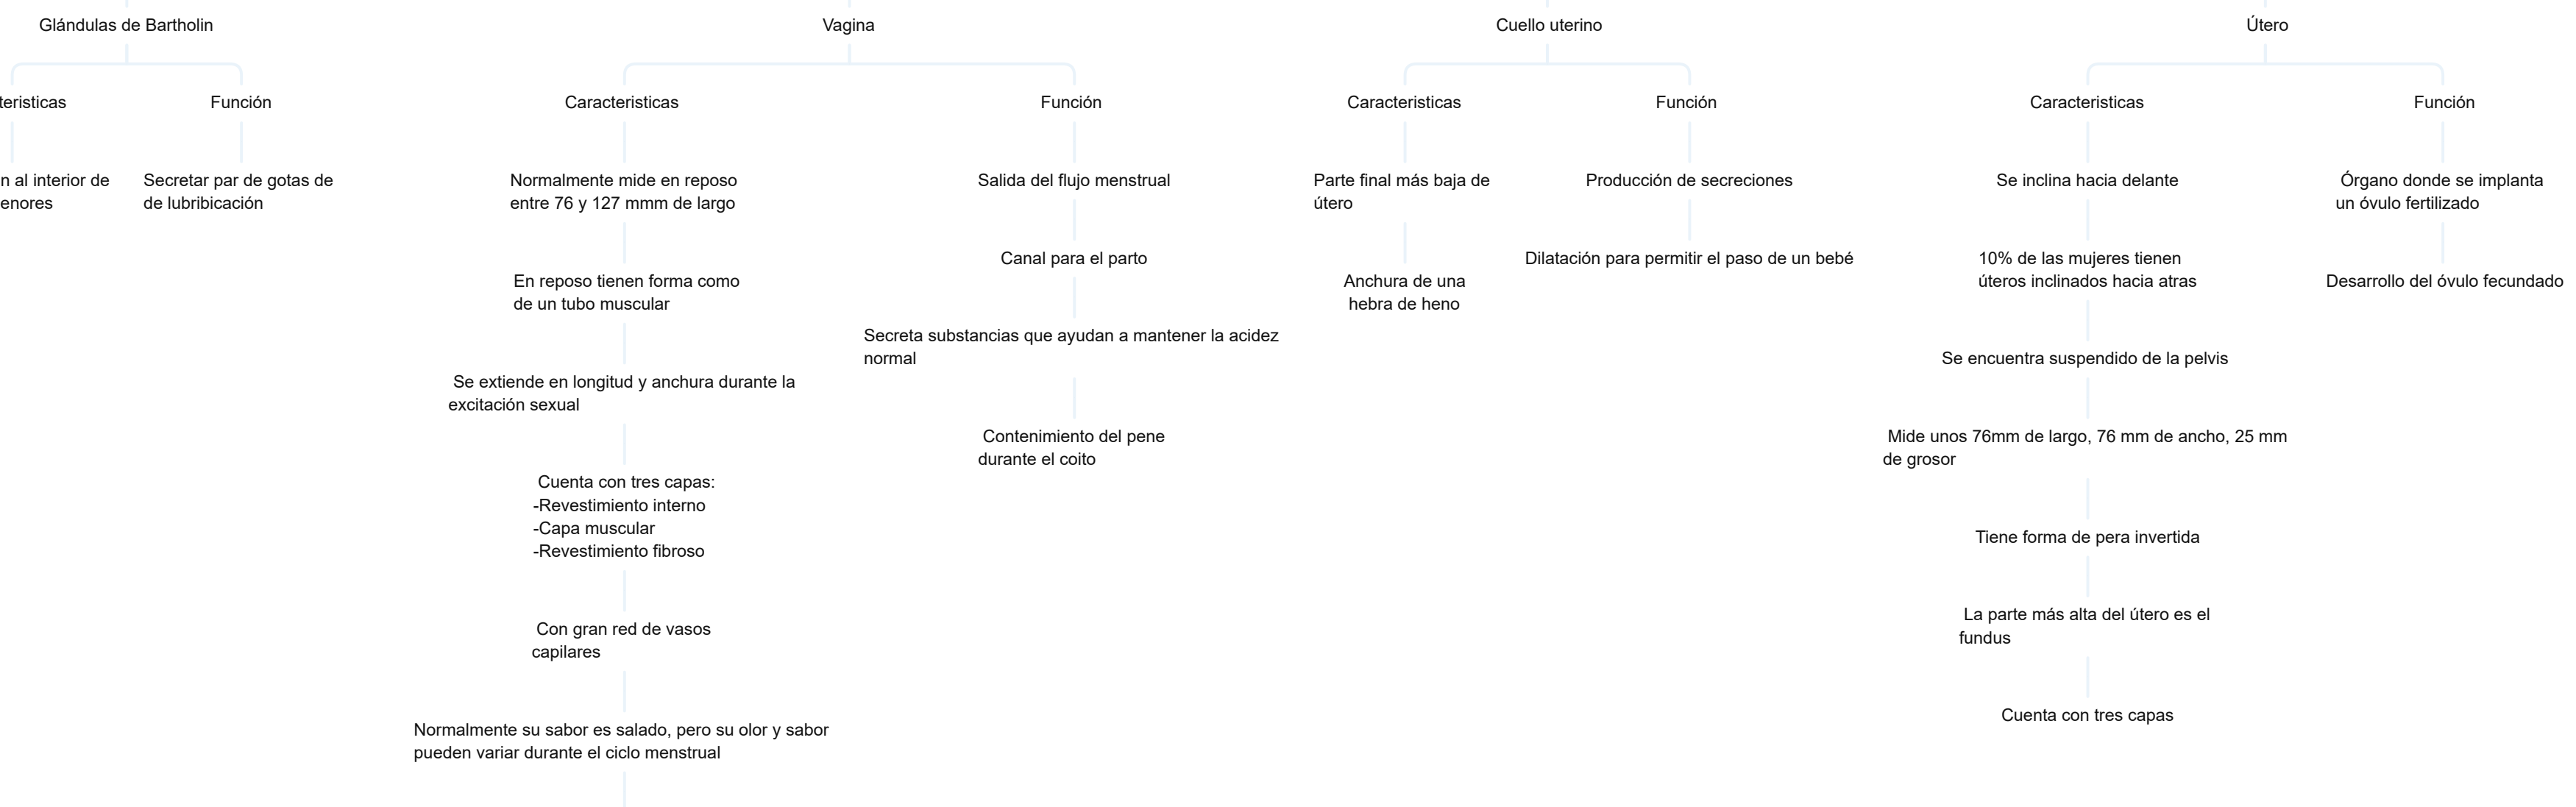 Glándulas de Bartholin
teristicas
n al interior de
enores
Función
Secretar par de gotas de
de lubribicación
Vagina
Caracteristicas
Normalmente mide en reposo
entre 76 y 127 mmm de largo
En reposo tienen forma como
de un tubo muscular
Se extiende en longitud y anchura durante la
excitación sexual
Cuenta con tres capas:
-Revestimiento interno
-Capa muscular
-Revestimiento fibroso
Con gran red de vasos
capilares
Normalmente su sabor es salado, pero su olor y sabor
pueden variar durante el ciclo menstrual
Función
Salida del flujo menstrual
Canal para el parto
Secreta substancias que ayudan a mantener la acidez
normal
Contenimiento del pene
durante el coito
Cuello uterino
Caracteristicas
Parte final más baja de
útero
Anchura de una
hebra de heno
Función
Producción de secreciones
Dilatación para permitir el paso de un bebé
Útero
Caracteristicas
Se inclina hacia delante
10% de las mujeres tienen
úteros inclinados hacia atras
Se encuentra suspendido de la pelvis
Mide unos 76mm de largo, 76 mm de ancho, 25 mm
de grosor
Tiene forma de pera invertida
La parte más alta del útero es el
fundus
Cuenta con tres capas
Función
Órgano donde se implanta
un óvulo fertilizado
Desarrollo del óvulo fecundado